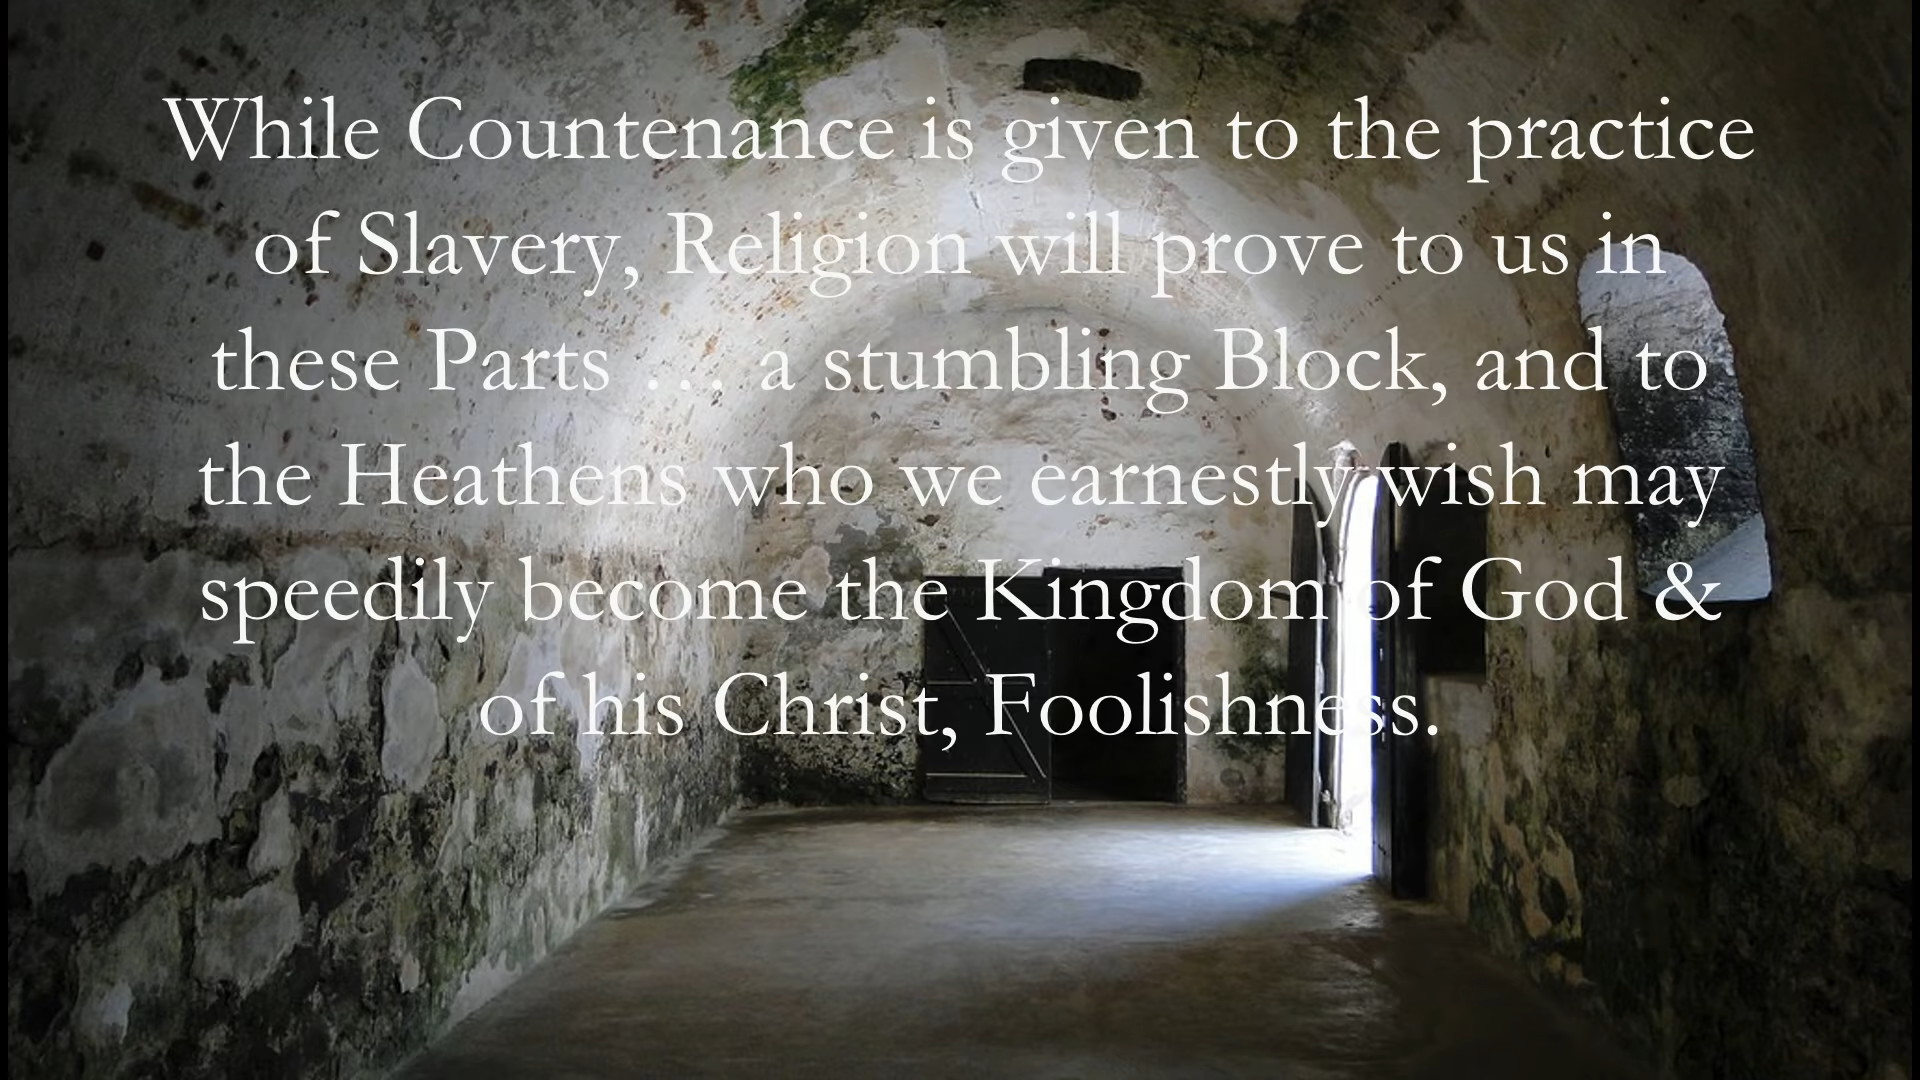 While Countenance is given to the practice
of Slavery, Religion will prove to us in
these Parts … a stumbling Block, and to
the Heathens who we earnestly wish may
speedily become the Kingdom of God &
of his Christ, Foolishness.